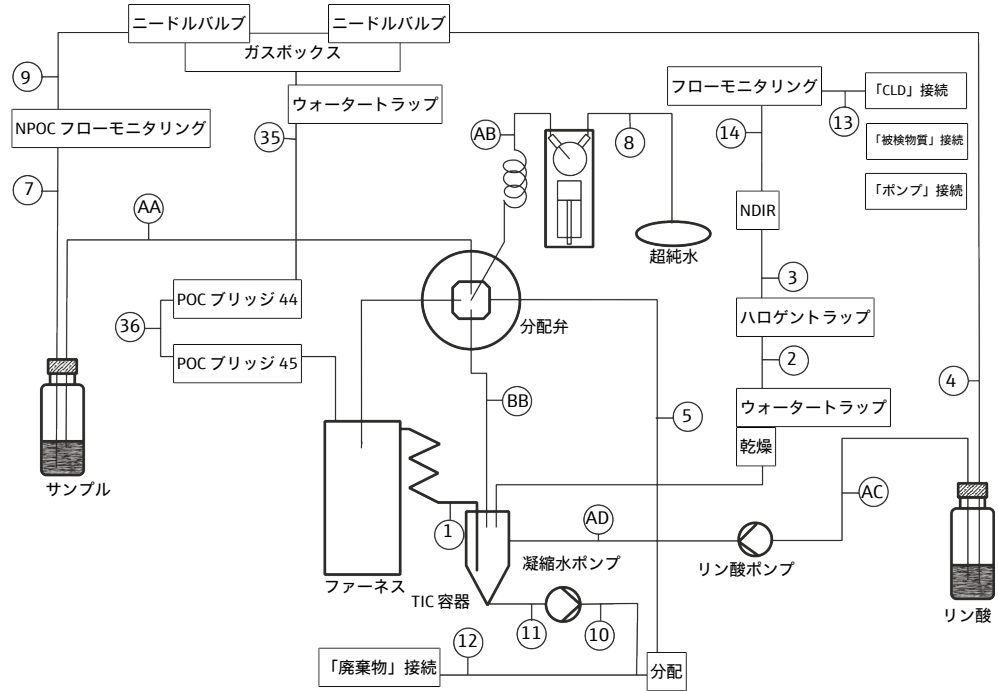 ニードルバルブ
ニードルバルブ
ガスボックス
9
ウォータートラップ
フローモニタリング
「CLD」接続
NPOC フローモニタリング
35
AB
8
14
13
「被検物質」接続
7
「ポンプ」接続
AA
NDIR
超純水
3
POC ブリッジ 44
36
分配弁
ハロゲントラップ
POC ブリッジ 45
2
4
BB
5
ウォータートラップ
乾燥
サンプル
AC
1
AD
凝縮水ポンプ
リン酸ポンプ
ファーネス
TIC 容器
リン酸
11
10
12
「廃棄物」接続
分配